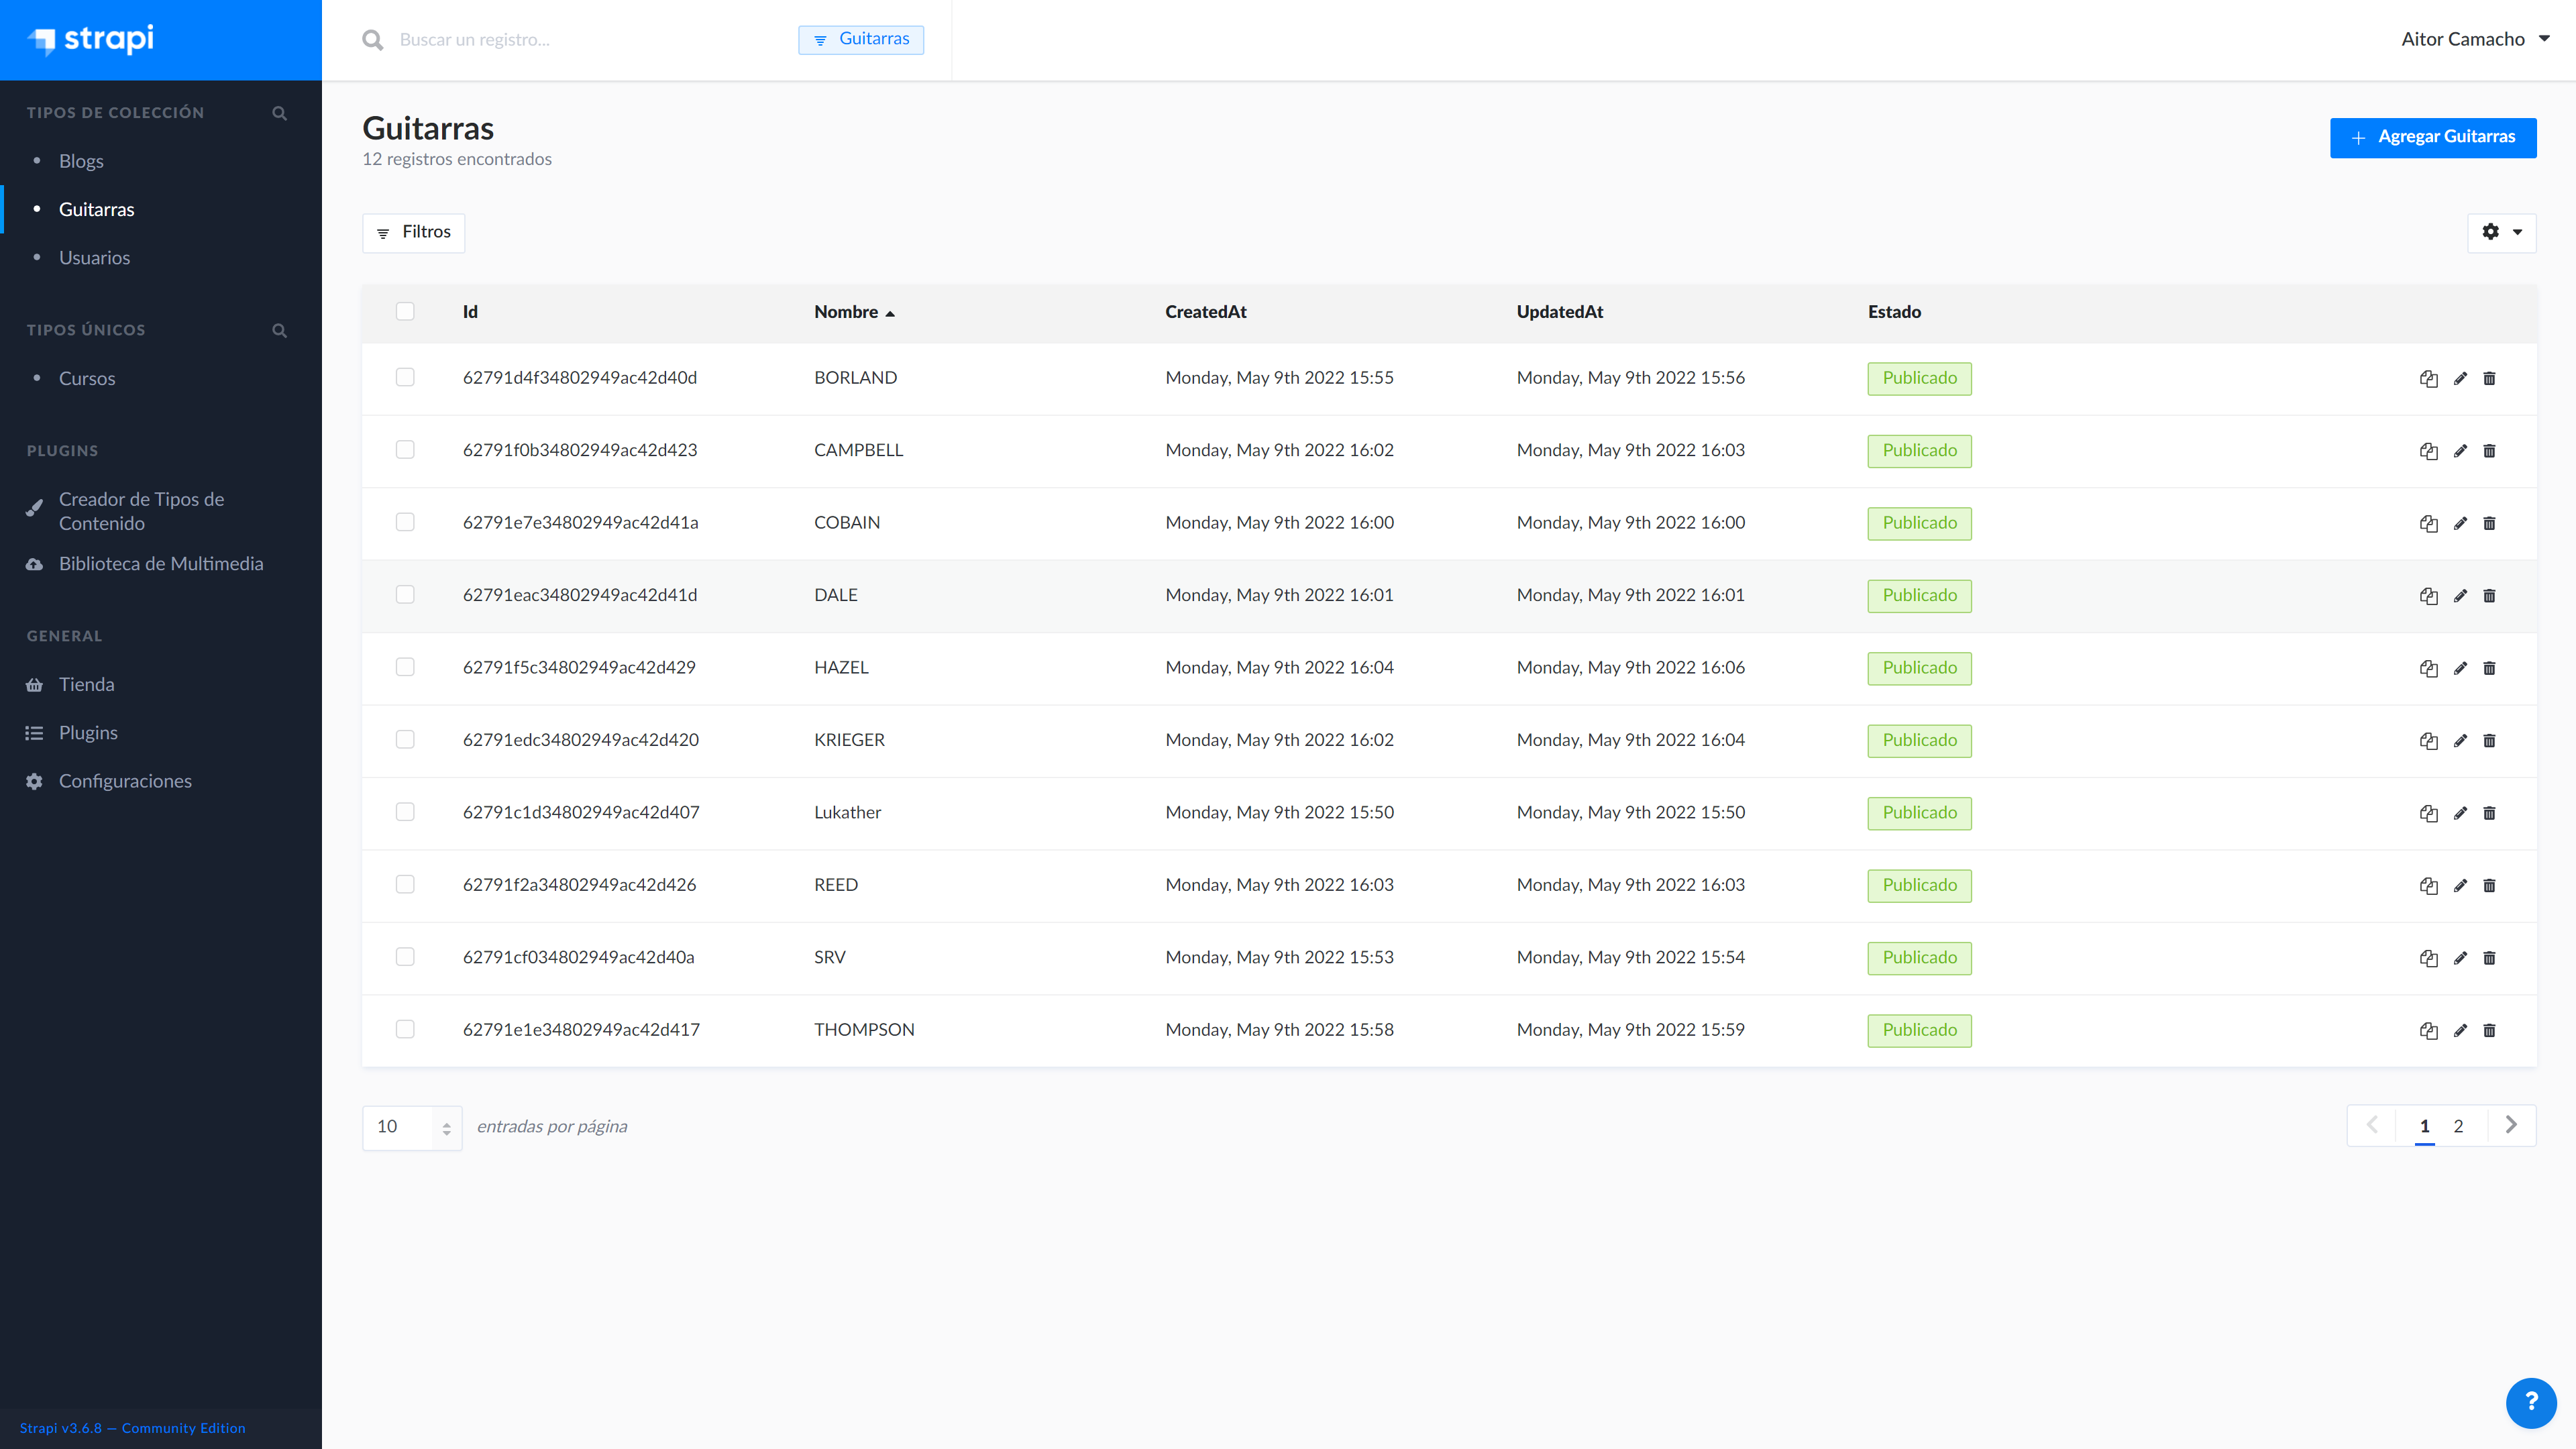 strapi
Buscar un registro...
Guitarras
Aitor Camacho
TIPOS DE COLECCIÓN
Blogs
Guitarras
Usuarios
TIPOS ÚNICOS
Cursos
PLUGINS
Creador de Tipos de
Contenido
Biblioteca de Multimedia
GENERAL
Tienda
Plugins
Configuraciones
Strapi v3.6.8 — Community Edition
Guitarras
12 registros encontrados
Agregar Guitarras
Filtros
Id Nombre CreatedAt UpdatedAt Estado
62791d4f34802949ac42d40d BORLAND Monday, May 9th 2022 15:55 Monday, May 9th 2022 15:56 Publicado
62791f0b34802949ac42d423 CAMPBELL Monday, May 9th 2022 16:02 Monday, May 9th 2022 16:03 Publicado
62791e7e34802949ac42d41a COBAIN Monday, May 9th 2022 16:00 Monday, May 9th 2022 16:00 Publicado
62791eac34802949ac42d41d DALE Monday, May 9th 2022 16:01 Monday, May 9th 2022 16:01 Publicado
62791f5c34802949ac42d429 HAZEL Monday, May 9th 2022 16:04 Monday, May 9th 2022 16:06 Publicado
62791edc34802949ac42d420 KRIEGER Monday, May 9th 2022 16:02 Monday, May 9th 2022 16:04 Publicado
62791c1d34802949ac42d407 Lukather Monday, May 9th 2022 15:50 Monday, May 9th 2022 15:50 Publicado
62791f2a34802949ac42d426 REED Monday, May 9th 2022 16:03 Monday, May 9th 2022 16:03 Publicado
62791cf034802949ac42d40a SRV Monday, May 9th 2022 15:53 Monday, May 9th 2022 15:54 Publicado
62791e1e34802949ac42d417 THOMPSON Monday, May 9th 2022 15:58 Monday, May 9th 2022 15:59 Publicado
10 entradas por página
1 2
?